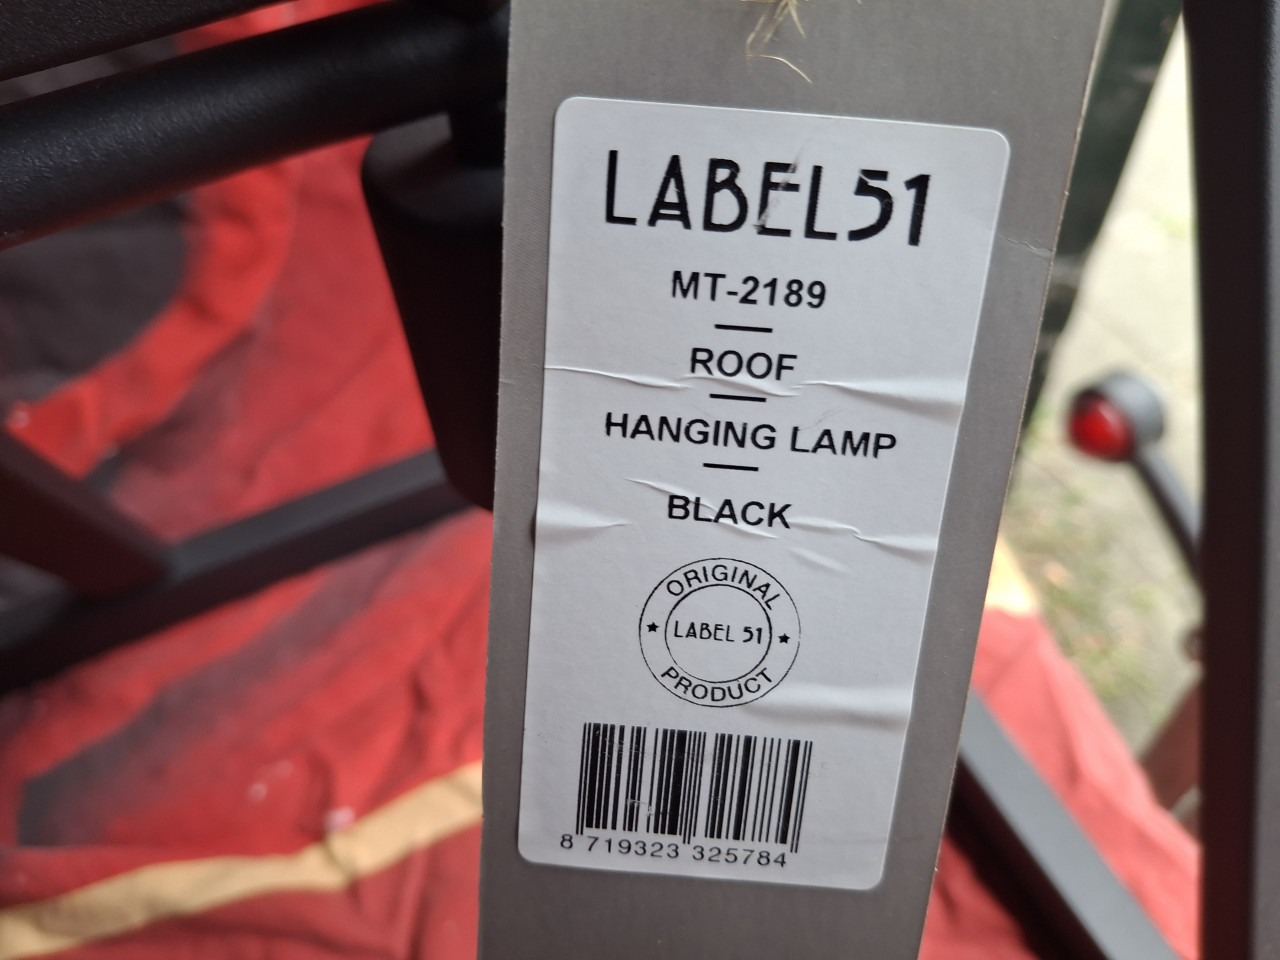 LABEL51
MT-2189
ROOF
HANGING LAMP
BLACK
ORIGINAL
LABEL 51
PRODUCT
8 719323 325784